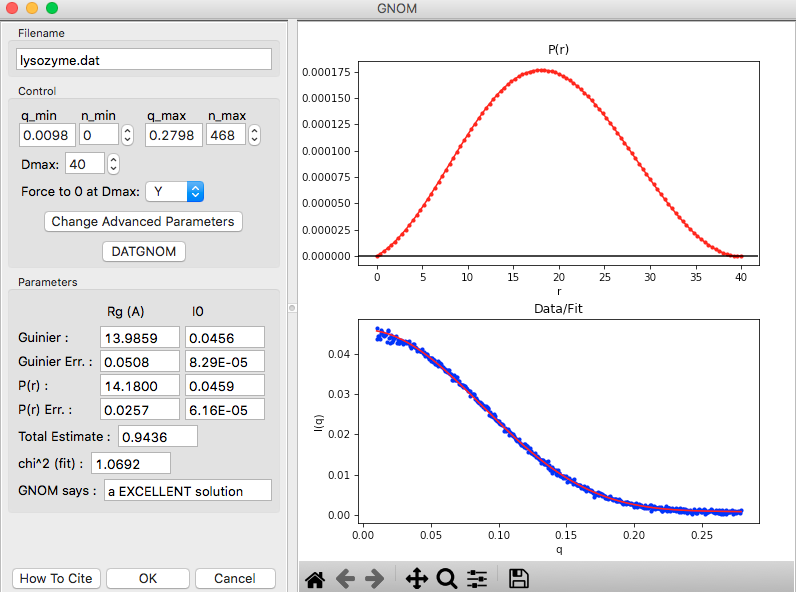 GNOM
Filename
lysozyme.dat
Control
q_min n_min q_max n_max
0.0098 0 0.2798 468
Dmax: 40
Force to 0 at Dmax: Y
Change Advanced Parameters
DATGNOM
Parameters
Rg (A) I0
Guinier : 13.9859 0.0456
Guinier Err. : 0.0508 8.29E-05
P(r) : 14.1800 0.0459
P(r) Err. : 0.0257 6.16E-05
Total Estimate : 0.9436
chi^2 (fit) : 1.0692
GNOM says : a EXCELLENT solution
How To Cite OK Cancel
P(r)
0.000175
0.000150
0.000125
0.000100
0.000075
0.000050
0.000025
0.000000
0 5 10 15 20 25 30 35 40
r
Data/Fit
I(q)
0.04
0.03
0.02
0.01
0.00
0.00 0.05 0.10 0.15 0.20 0.25
q